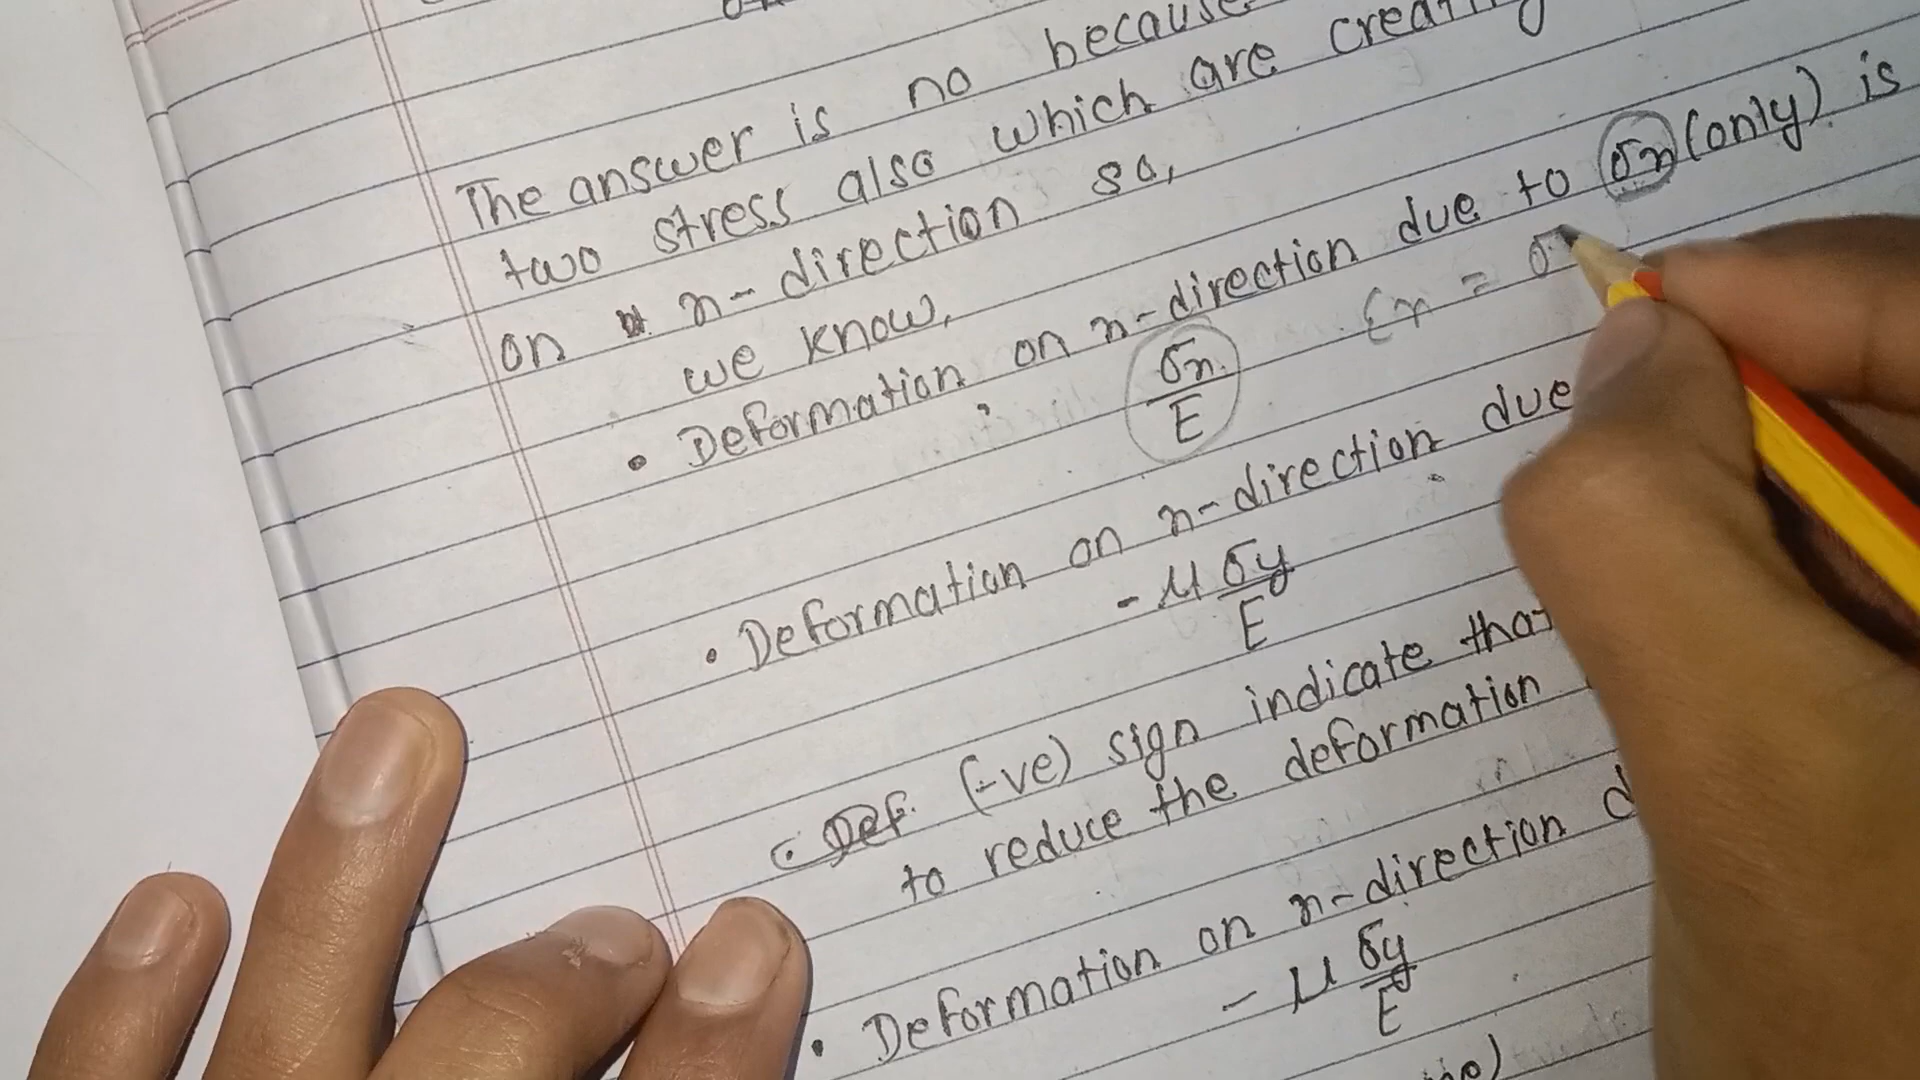 The answer is no because
two stress also which are creatin
on x-direction so,
we know,
• Deformation on x-direction due to σx (only) is
σx/E εx = σ
• Deformation on x-direction due
- μ σy/E
Def. (-ve) sign indicate that
to reduce the deformation
• Deformation on x-direction d
- μ σy/E